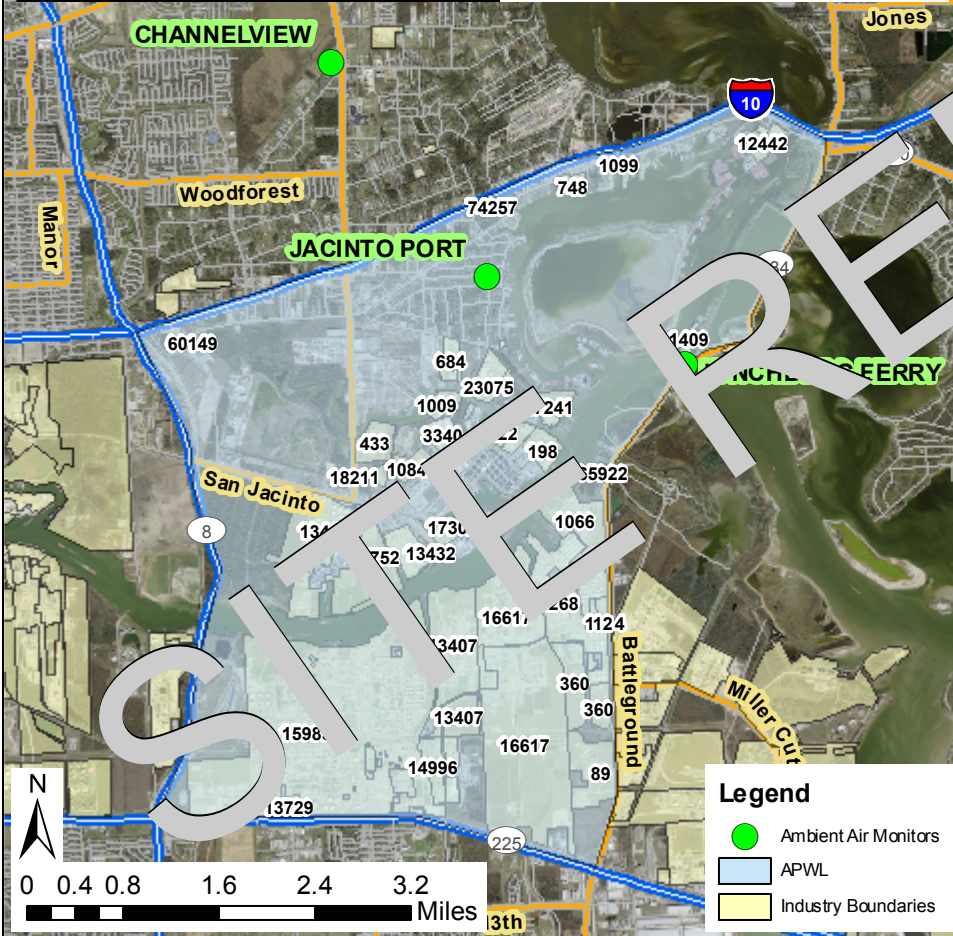 CHANNELVIEW
Jones
10
12442
1099
748
Woodforest
74257
Manor
JACINTO PORT
60149
1409
684
FERRY
23075
1009
3340
433
198
18211
San Jacinto
1066
8
13432
1124
13407
360
Battleground
360
Miller Cut
13407
16617
14996
89
13729
225
13th
SITE RE
N
0 0.4 0.8 1.6 2.4 3.2
Miles
Legend
Ambient Air Monitors
APWL
Industry Boundaries